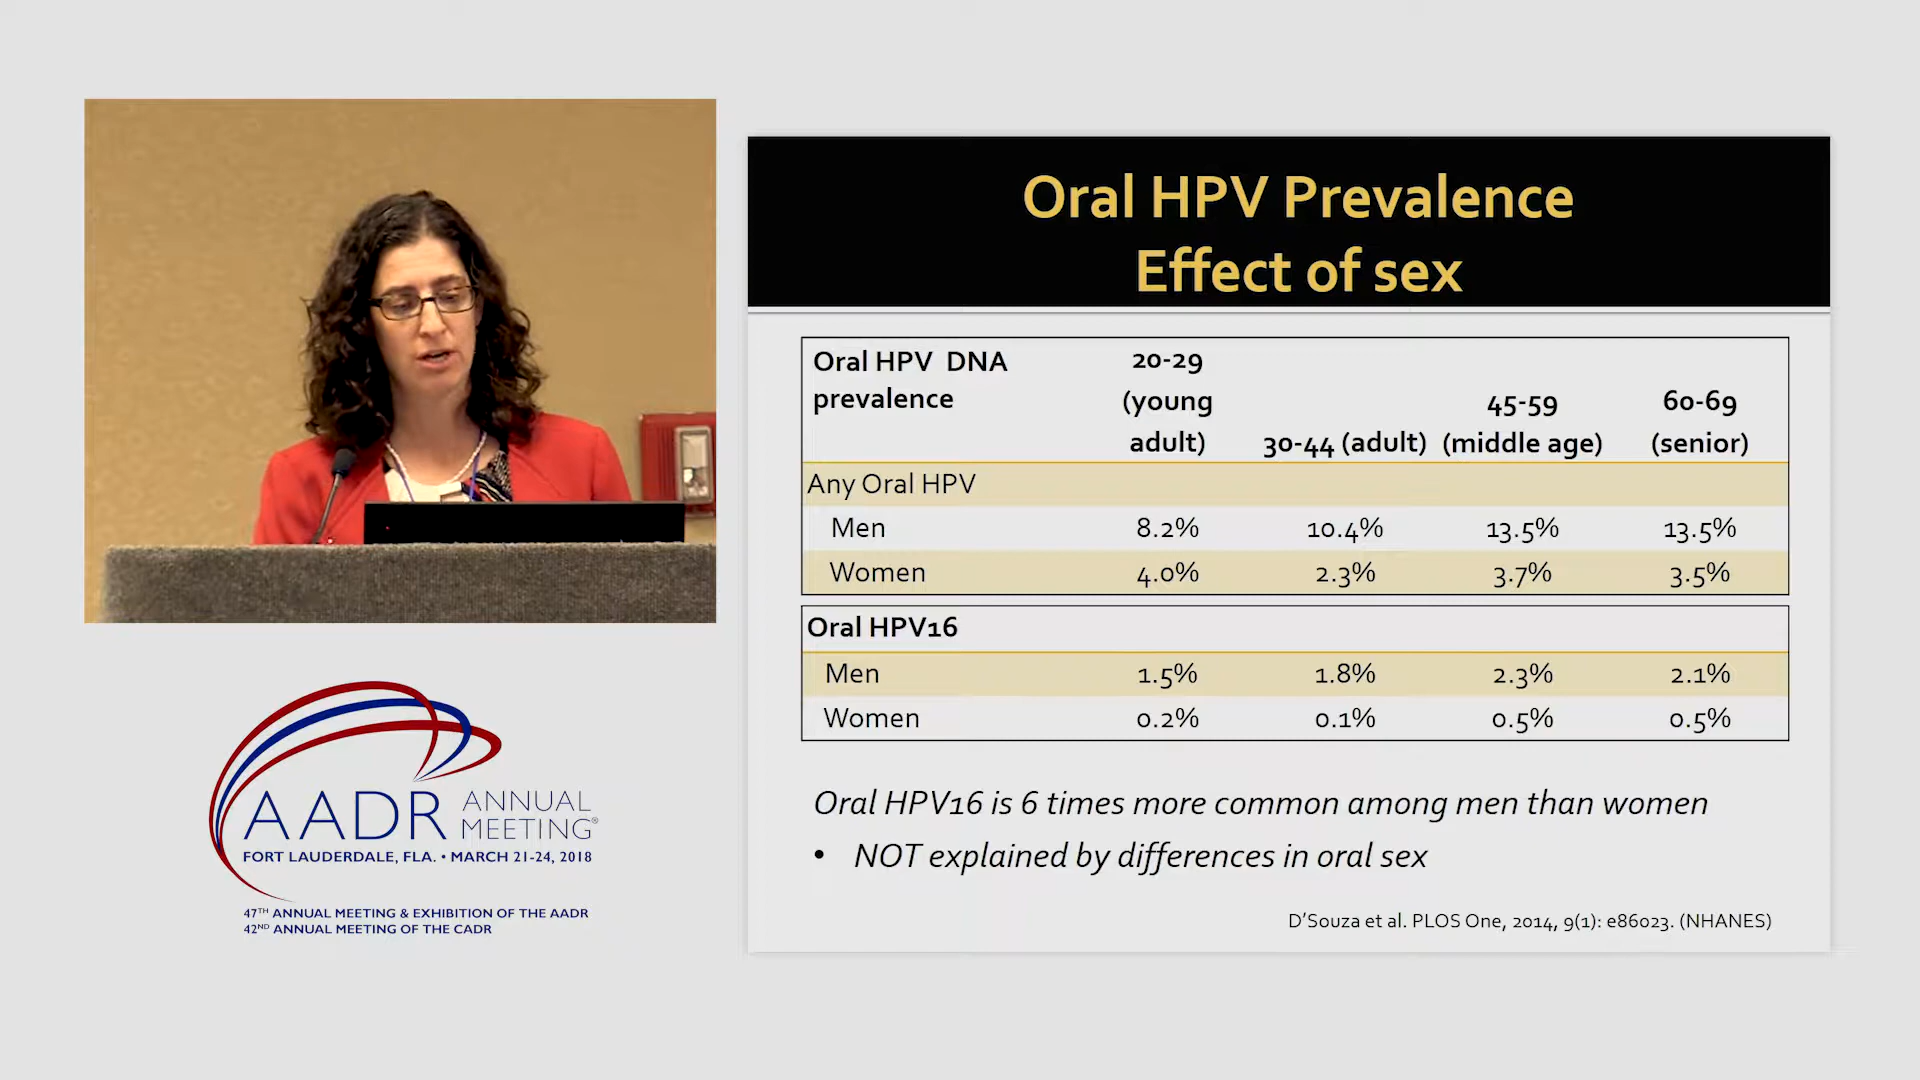 Oral HPV Prevalence
Effect of sex
Oral HPV DNA prevalence 20-29 (young adult) 30-44 (adult) 45-59 (middle age) 60-69 (senior)
Any Oral HPV
Men 8.2% 10.4% 13.5% 13.5%
Women 4.0% 2.3% 3.7% 3.5%
Oral HPV16
Men 1.5% 1.8% 2.3% 2.1%
Women 0.2% 0.1% 0.5% 0.5%
Oral HPV16 is 6 times more common among men than women
• NOT explained by differences in oral sex
D'Souza et al. PLOS One, 2014, 9(1): e86023. (NHANES)
AADR ANNUAL MEETING®
FORT LAUDERDALE, FLA. • MARCH 21-24, 2018
47TH ANNUAL MEETING & EXHIBITION OF THE AADR
42ND ANNUAL MEETING OF THE CADR